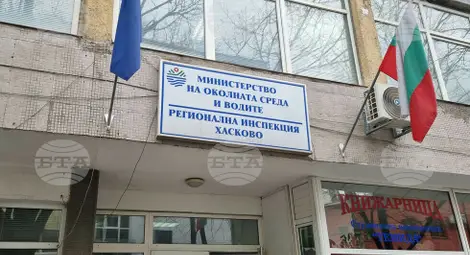 МИНИСТЕРСТВО
НА ОКОЛНАТА СРЕДА
И ВОДИТЕ
РЕГИОНАЛНА ИНСПЕКЦИЯ
ХАСКОВО
БТА
БТА
БТА
КНИЖАРНИЦА